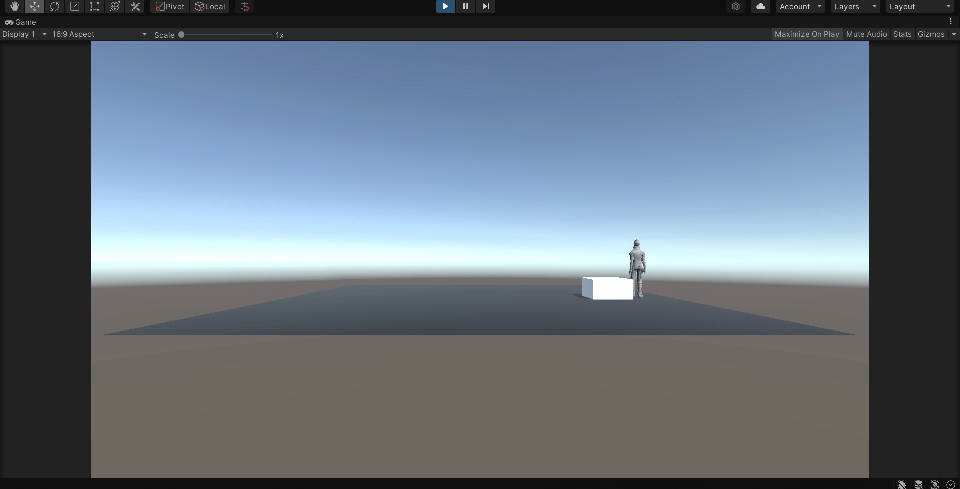 Pivot Local Account Layers Layout
Game
Display 1 16:9 Aspect Scale 1x Maximize On Play Mute Audio Stats Gizmos